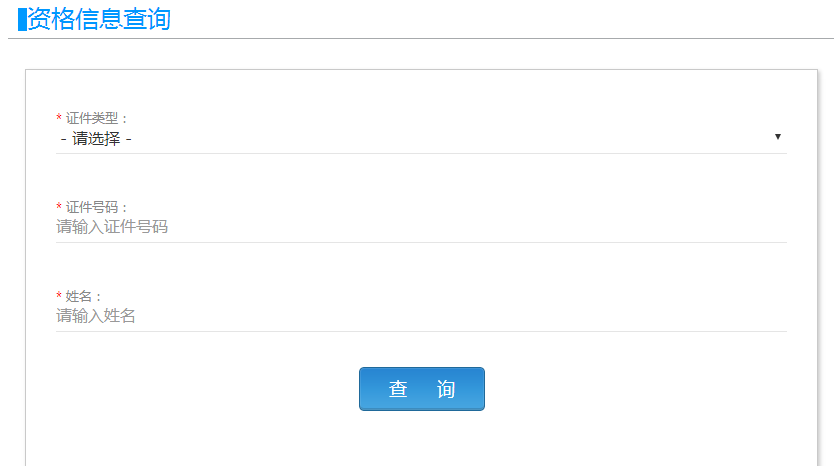 资格信息查询
* 证件类型：
- 请选择 -
* 证件号码：
请输入证件号码
* 姓名：
请输入姓名
查 询